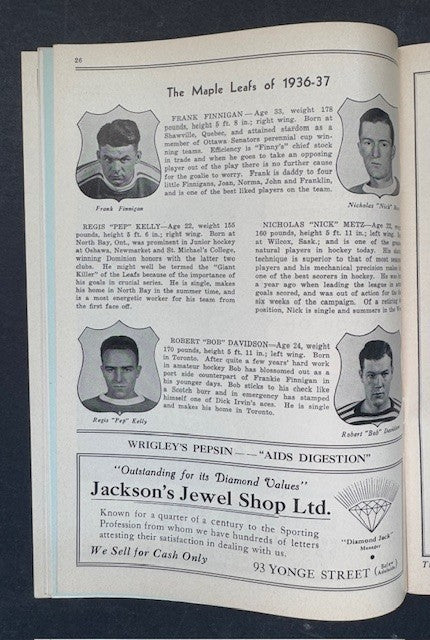 26
The Maple Leafs of 1936-37
FRANK FINNIGAN—Age 33, weight 178
pounds, height 5 ft. 8 in.; right wing. Born at
Shawville, Quebec, and attained stardom as a
member of Ottawa Senators perennial cup win-
ning teams. Efficiency is "Finny's" chief stock
in trade and when he goes to take an opposing
player out of the play there is no further cause
for the goalie to worry. Frank is daddy to four
little Finnigans, Joan, Norma, John and Franklin,
and is one of the best liked players on the team.
Frank Finnigan
Nicholas "Nick"
REGIS "PEP" KELLY—Age 22, weight 155
pounds, height 5 ft. 6 in.; right wing. Born at
North Bay, Ont., was prominent in Junior hockey
at Oshawa, Newmarket and St. Michael's College,
winning Dominion honors with the latter two
clubs. He might well be termed the "Giant
Killer" of the Leafs because of the importance of
his goals in crucial series. He is single, makes
his home in North Bay in the summer time, and
is a most energetic worker for his team from
the first face off.
NICHOLAS "NICK" METZ—Age 22,
160 pounds, height 5 ft. 11 in.; left wing.
at Wilcox, Sask.; and is one of the
natural players in hockey today. His
technique is superior to that of most
players and his mechanical precision
one of the best scorers in hockey. He
a year ago when leading the league in
goals scored, and was out of action for
six weeks of the campaign. Of a retiring
position, Nick is single and summers in the
ROBERT "BOB" DAVIDSON—Age 24, weight
170 pounds, height 5 ft. 11 in.; left wing. Born
in Toronto. After quite a few years' hard work
in amateur hockey Bob has blossomed out as a
port side counterpart of Frankie Finnigan in
his younger days. Bob sticks to his check like
a Scotch burr and in emergency has stamped
himself one of Dick Irvin's aces. He is single
and makes his home in Toronto.
Regis "Pep" Kelly
Robert "Bob" Davidson
WRIGLEY'S PEPSIN——"AIDS DIGESTION"
"Outstanding for its Diamond Values"
Jackson's Jewel Shop Ltd.
Known for a quarter of a century to the Sporting
Profession from whom we have hundreds of letters
attesting their satisfaction in dealing with us.
We Sell for Cash Only
"Diamond Jack"
Manager
93 YONGE STREET